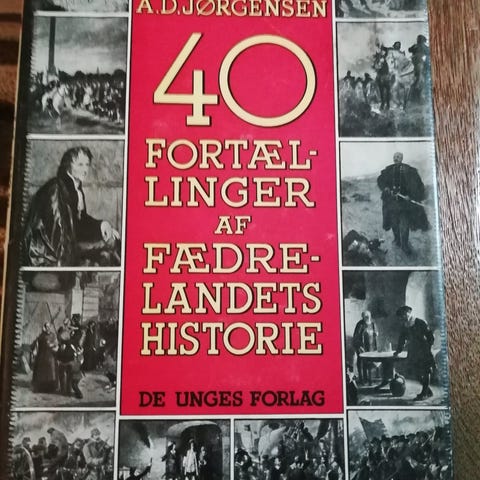 A.D.JØRGENSEN
40
FORTÆL-
LINGER
AF
FÆDRE-
LANDETS
HISTORIE
DE UNGES FORLAG